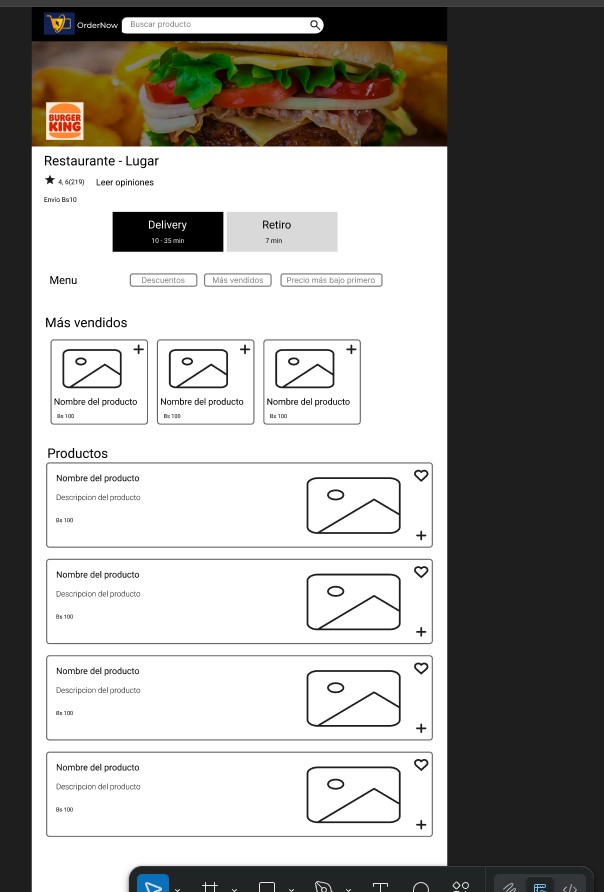 OrderNow
Buscar producto
BURGER
KING
Restaurante - Lugar
4, 6(219) Leer opiniones
Envío Bs10
Delivery
10 - 35 min
Retiro
7 min
Menu
Descuentos
Más vendidos
Precio más bajo primero
Más vendidos
Nombre del producto
Bs 100
Nombre del producto
Bs 100
Nombre del producto
Bs 100
Productos
Nombre del producto
Descripcion del producto
Bs 100
Nombre del producto
Descripcion del producto
Bs 100
Nombre del producto
Descripcion del producto
Bs 100
Nombre del producto
Descripcion del producto
Bs 100